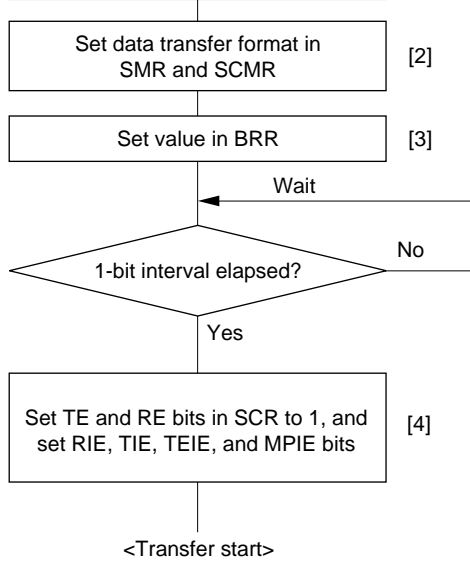 Set data transfer format in
SMR and SCMR
[2]
Set value in BRR
[3]
Wait
1-bit interval elapsed?
No
Yes
Set TE and RE bits in SCR to 1, and
set RIE, TIE, TEIE, and MPIE bits
[4]
<Transfer start>